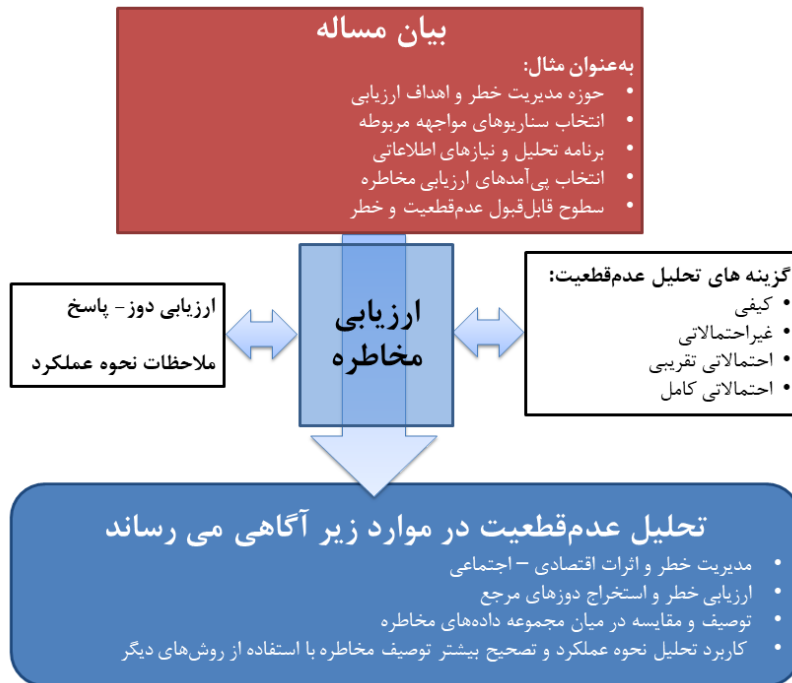 بیان مساله
به‌عنوان مثال:
• حوزه مدیریت خطر و اهداف ارزیابی
• انتخاب سناریوهای مواجهه مربوطه
• برنامه تحلیل و نیازهای اطلاعاتی
• انتخاب پی‌آمدهای ارزیابی مخاطره
• سطوح قابل‌قبول عدم‌قطعیت و خطر
گزینه های تحلیل عدم‌قطعیت:
• کیفی
• غیراحتمالاتی
• احتمالاتی تقریبی
• احتمالاتی کامل
ارزیابی
مخاطره
ارزیابی دوز- پاسخ
ملاحظات نحوه عملکرد
تحلیل عدم‌قطعیت در موارد زیر آگاهی می رساند
• مدیریت خطر و اثرات اقتصادی – اجتماعی
• ارزیابی خطر و استخراج دوزهای مرجع
• توصیف و مقایسه در میان مجموعه داده‌های مخاطره
• کاربرد تحلیل نحوه عملکرد و تصحیح بیشتر توصیف مخاطره با استفاده از روش‌های دیگر